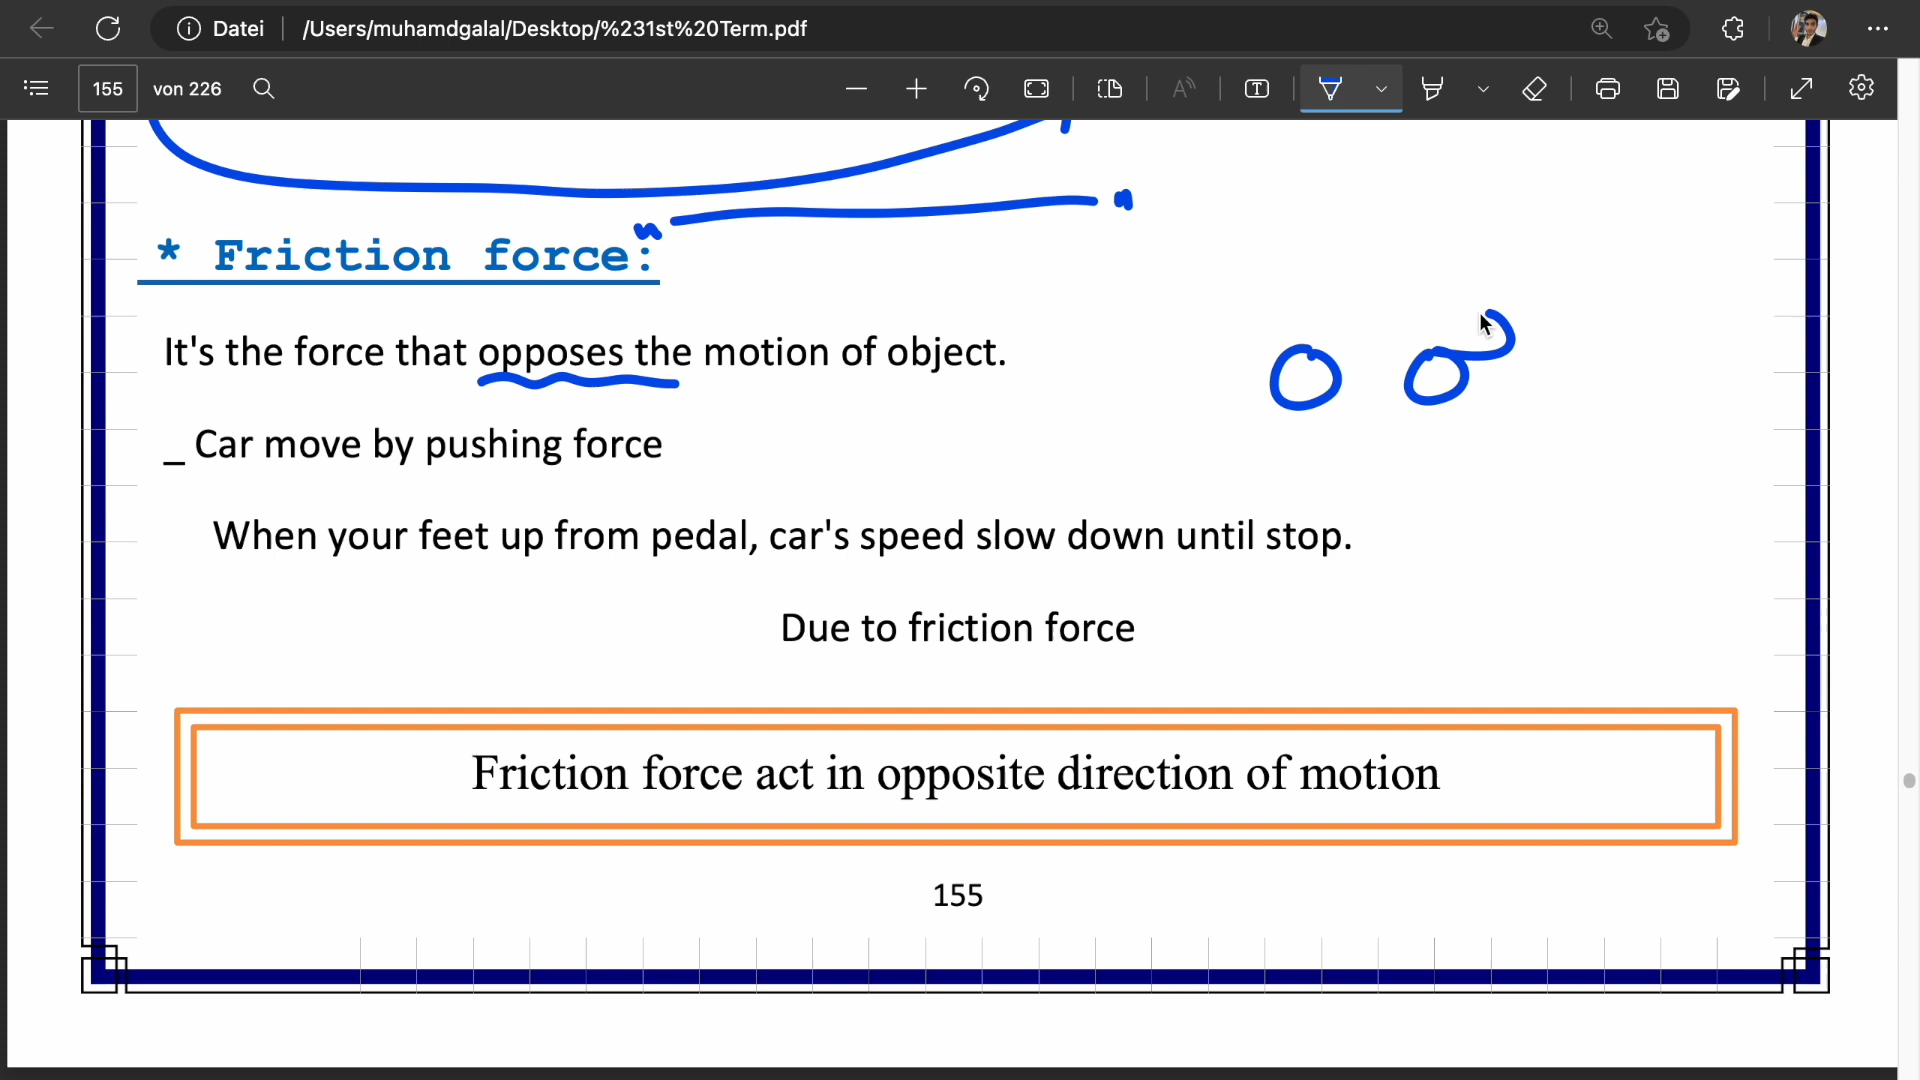 Datei /Users/muhamdgalal/Desktop/%231st%20Term.pdf
155 von 226
* Friction force:
It's the force that opposes the motion of object.
_ Car move by pushing force
When your feet up from pedal, car's speed slow down until stop.
Due to friction force
Friction force act in opposite direction of motion
155